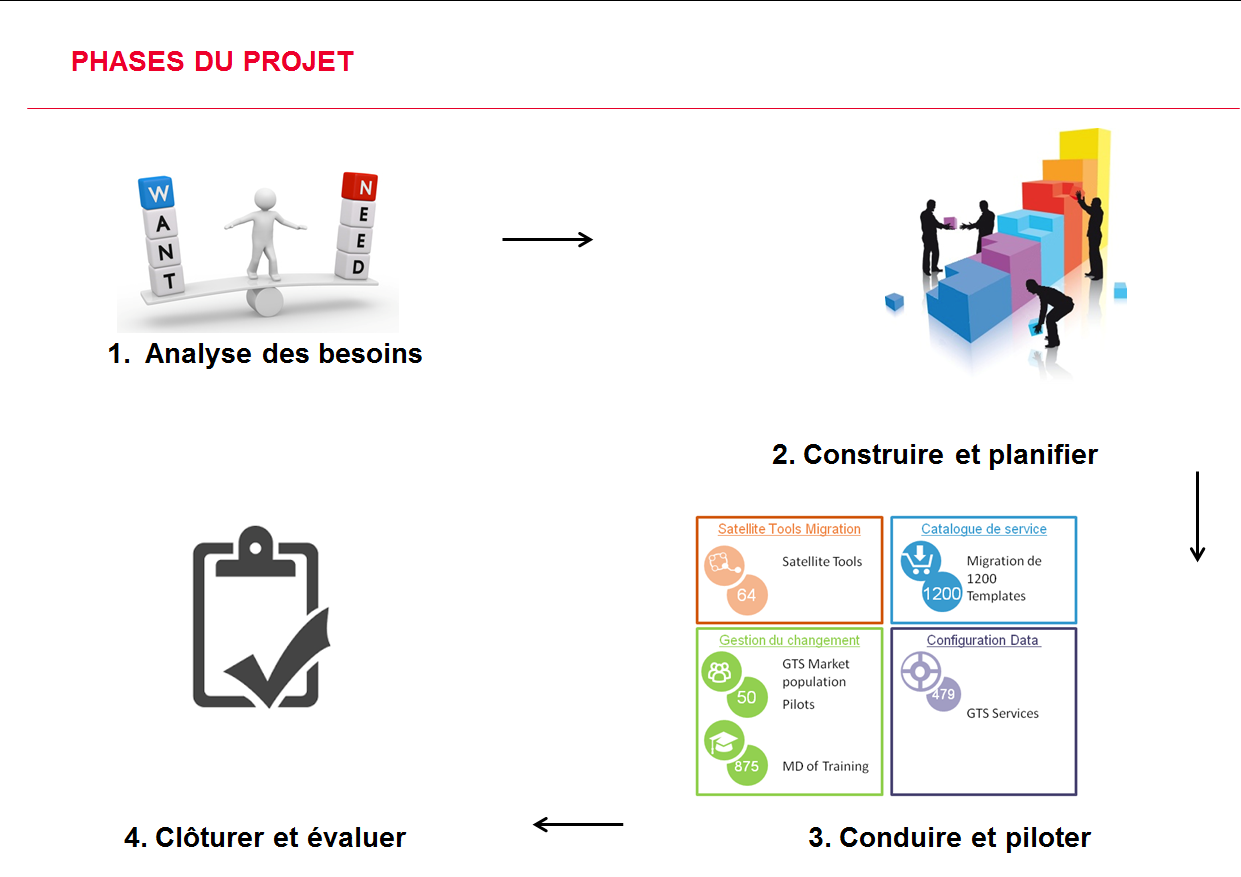 PHASES DU PROJET
W
A
N
T
N
E
E
D
1. Analyse des besoins
2. Construire et planifier
Satellite Tools Migration
Satellite Tools
64
Catalogue de service
Migration de
1200
1200
Templates
Gestion du changement
GTS Market
population
50
Pilots
875
MD of Training
Configuration Data
479
GTS Services
4. Clôturer et évaluer
3. Conduire et piloter